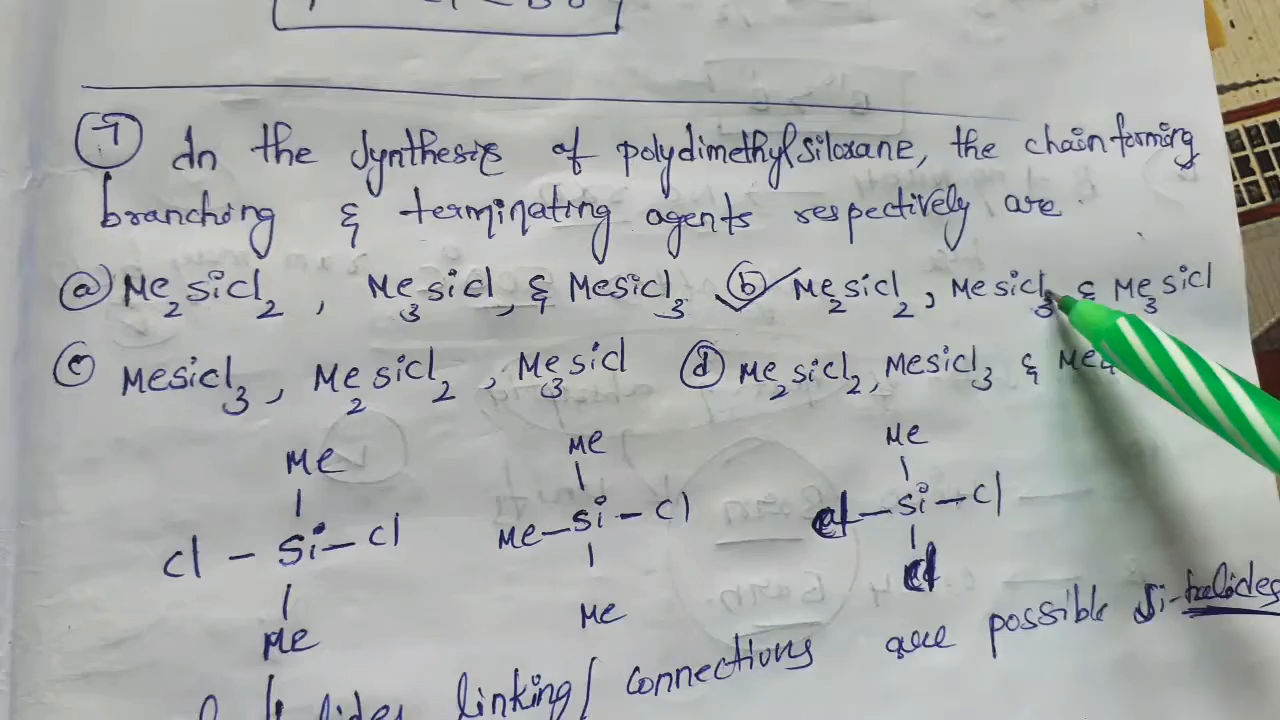 7 In the synthesis of polydimethylsiloxane, the chain forming
branching & terminating agents respectively are.
a Me2SiCl2, Me3SiCl, & MeSiCl3 b Me2SiCl2, MeSiCl3 & Me3SiCl
c MeSiCl3, Me2SiCl2, Me3SiCl d Me2SiCl2, MeSiCl3 & Me4
Me Me Me
Cl - Si - Cl Me - Si - Cl Cl - Si - Cl
Me Me Cl
linking/ connections are possible Si-halides